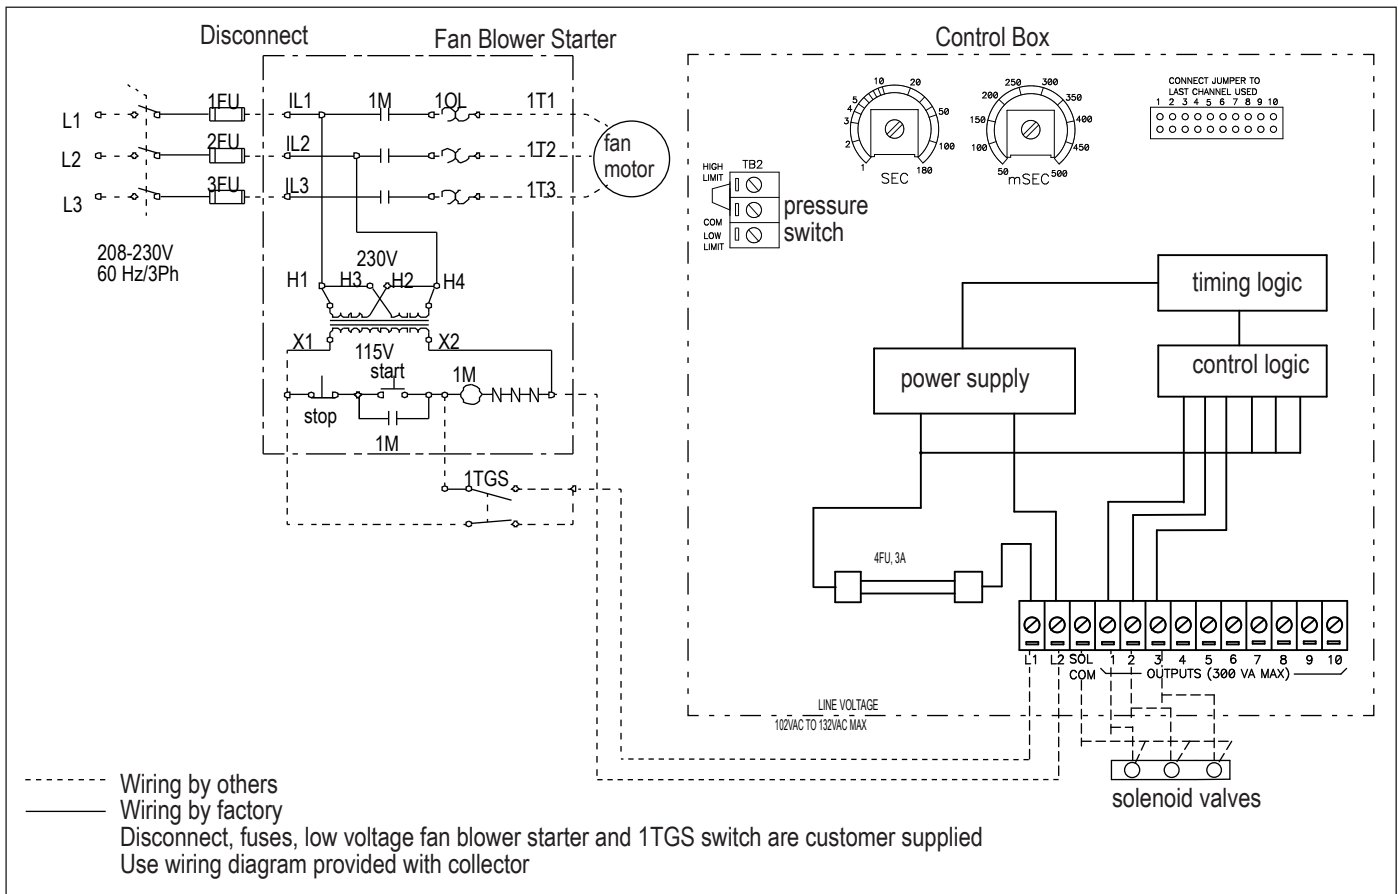 Disconnect
Fan Blower Starter
Control Box
L1
1FU
IL1
1M
1OL
1T1
L2
2FU
IL2
1T2
L3
3FU
IL3
1T3
fan
motor
208-230V
60 Hz/3Ph
230V
H1
H3
H2
H4
X1
X2
115V
start
1M
stop
1M
1TGS
1
2
3
4
5
10
20
50
100
180
SEC
50
100
150
200
250
300
350
400
450
500
mSEC
CONNECT JUMPER TO
LAST CHANNEL USED
1 2 3 4 5 6 7 8 9 10
HIGH
LIMIT
TB2
COM
LOW
LIMIT
pressure
switch
timing logic
power supply
control logic
4FU, 3A
L1 L2 SOL 1 2 3 4 5 6 7 8 9 10
COM
OUTPUTS (300 VA MAX)
LINE VOLTAGE
102VAC TO 132VAC MAX
solenoid valves
Wiring by others
Wiring by factory
Disconnect, fuses, low voltage fan blower starter and 1TGS switch are customer supplied
Use wiring diagram provided with collector